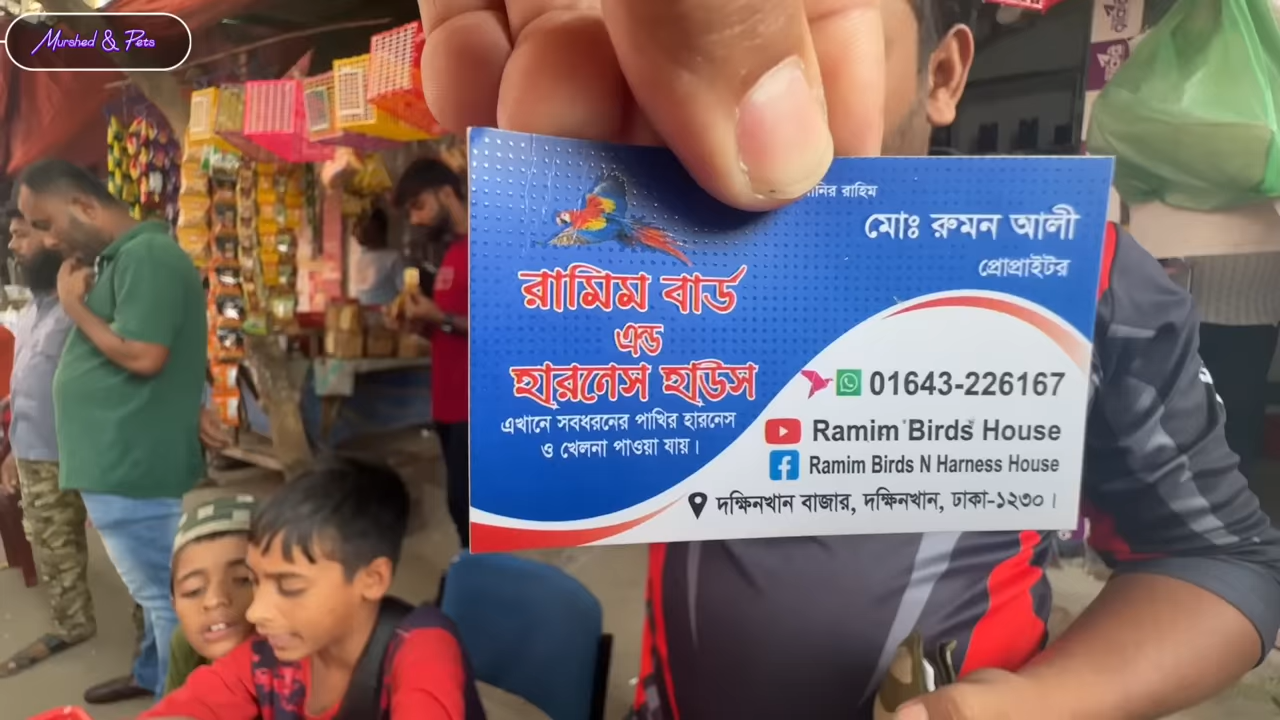 Murshed & Pets
রাহিম
মোঃ রুমন আলী
প্রোপ্রাইটর
রামিম বার্ড
এন্ড
হারনেস হাউস
এখানে সবধরনের পাখির হারনেস
ও খেলনা পাওয়া যায়।
01643-226167
Ramim Birds House
Ramim Birds N Harness House
দক্ষিনখান বাজার, দক্ষিনখান, ঢাকা-১২৩০।